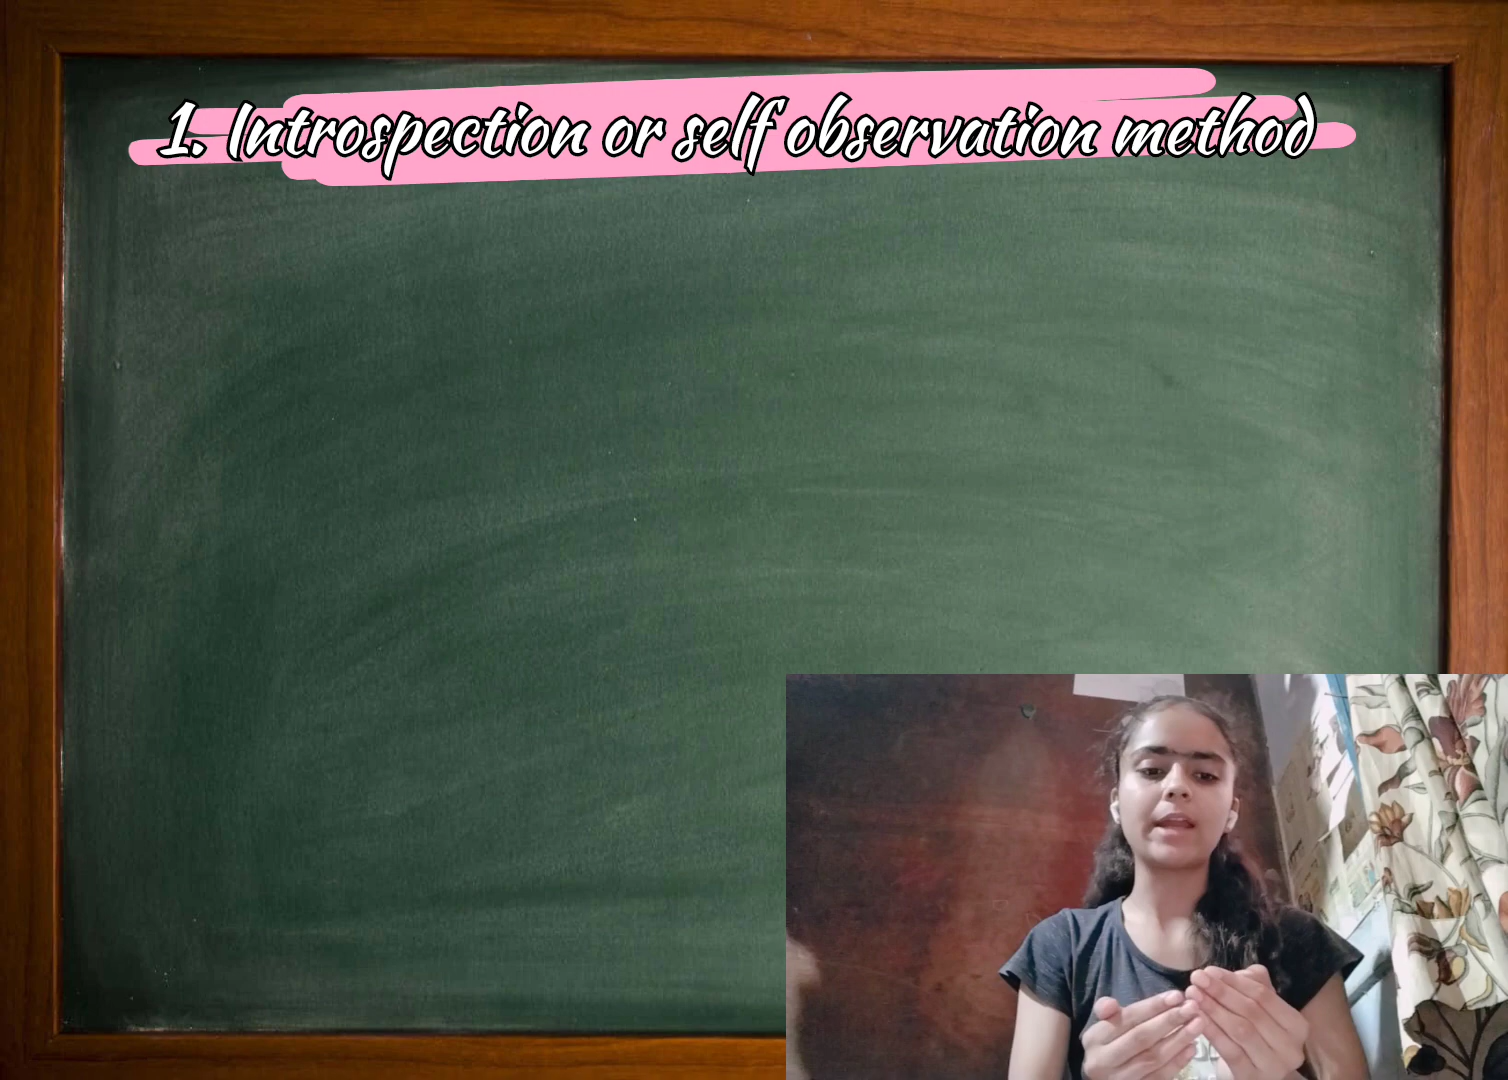 1. Introspection or self observation method